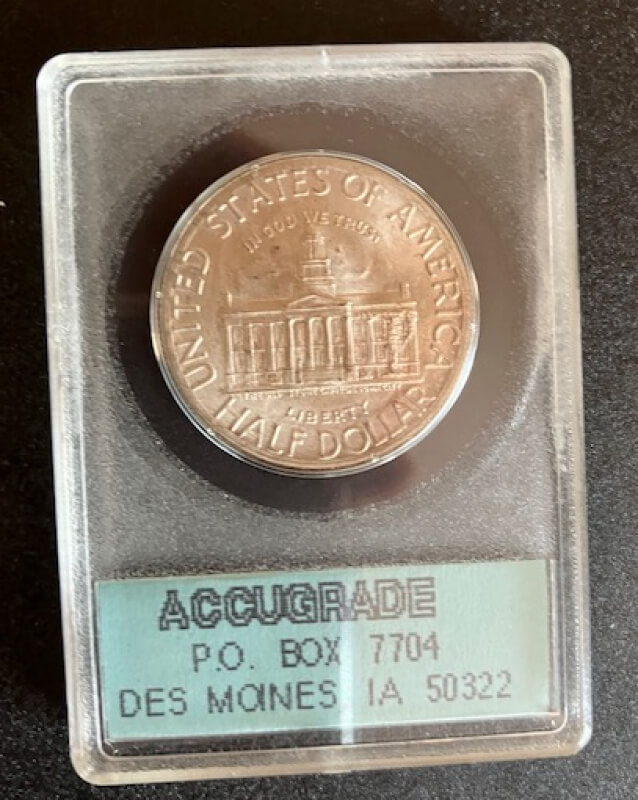 UNITED STATES OF AMERICA
IN GOD WE TRUST
LIBERTY
HALF DOLLAR
ACCUGRADE
P.O. BOX 7704
DES MOINES, IA 50322